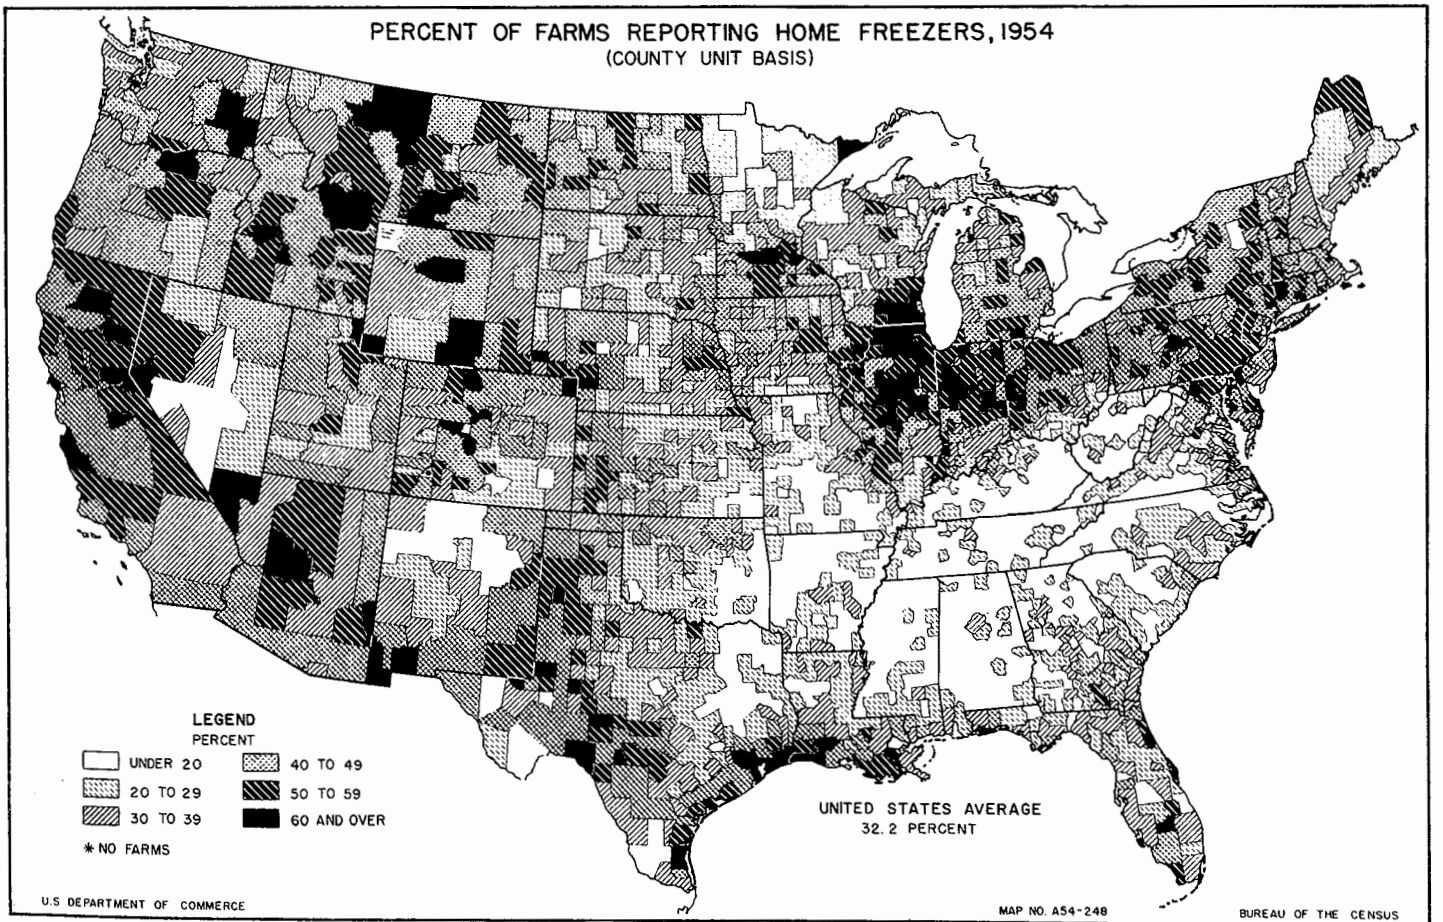 PERCENT OF FARMS REPORTING HOME FREEZERS, 1954
(COUNTY UNIT BASIS)
LEGEND
PERCENT
UNDER 20
40 TO 49
20 TO 29
50 TO 59
30 TO 39
60 AND OVER
* NO FARMS
UNITED STATES AVERAGE
32.2 PERCENT
U.S DEPARTMENT OF COMMERCE
MAP NO. A54-248
BUREAU OF THE CENSUS